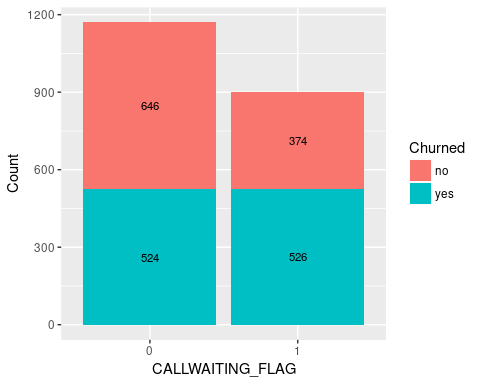 1200
900
600
300
0
Count
646
374
524
526
0 1
CALLWAITING_FLAG
Churned
no
yes